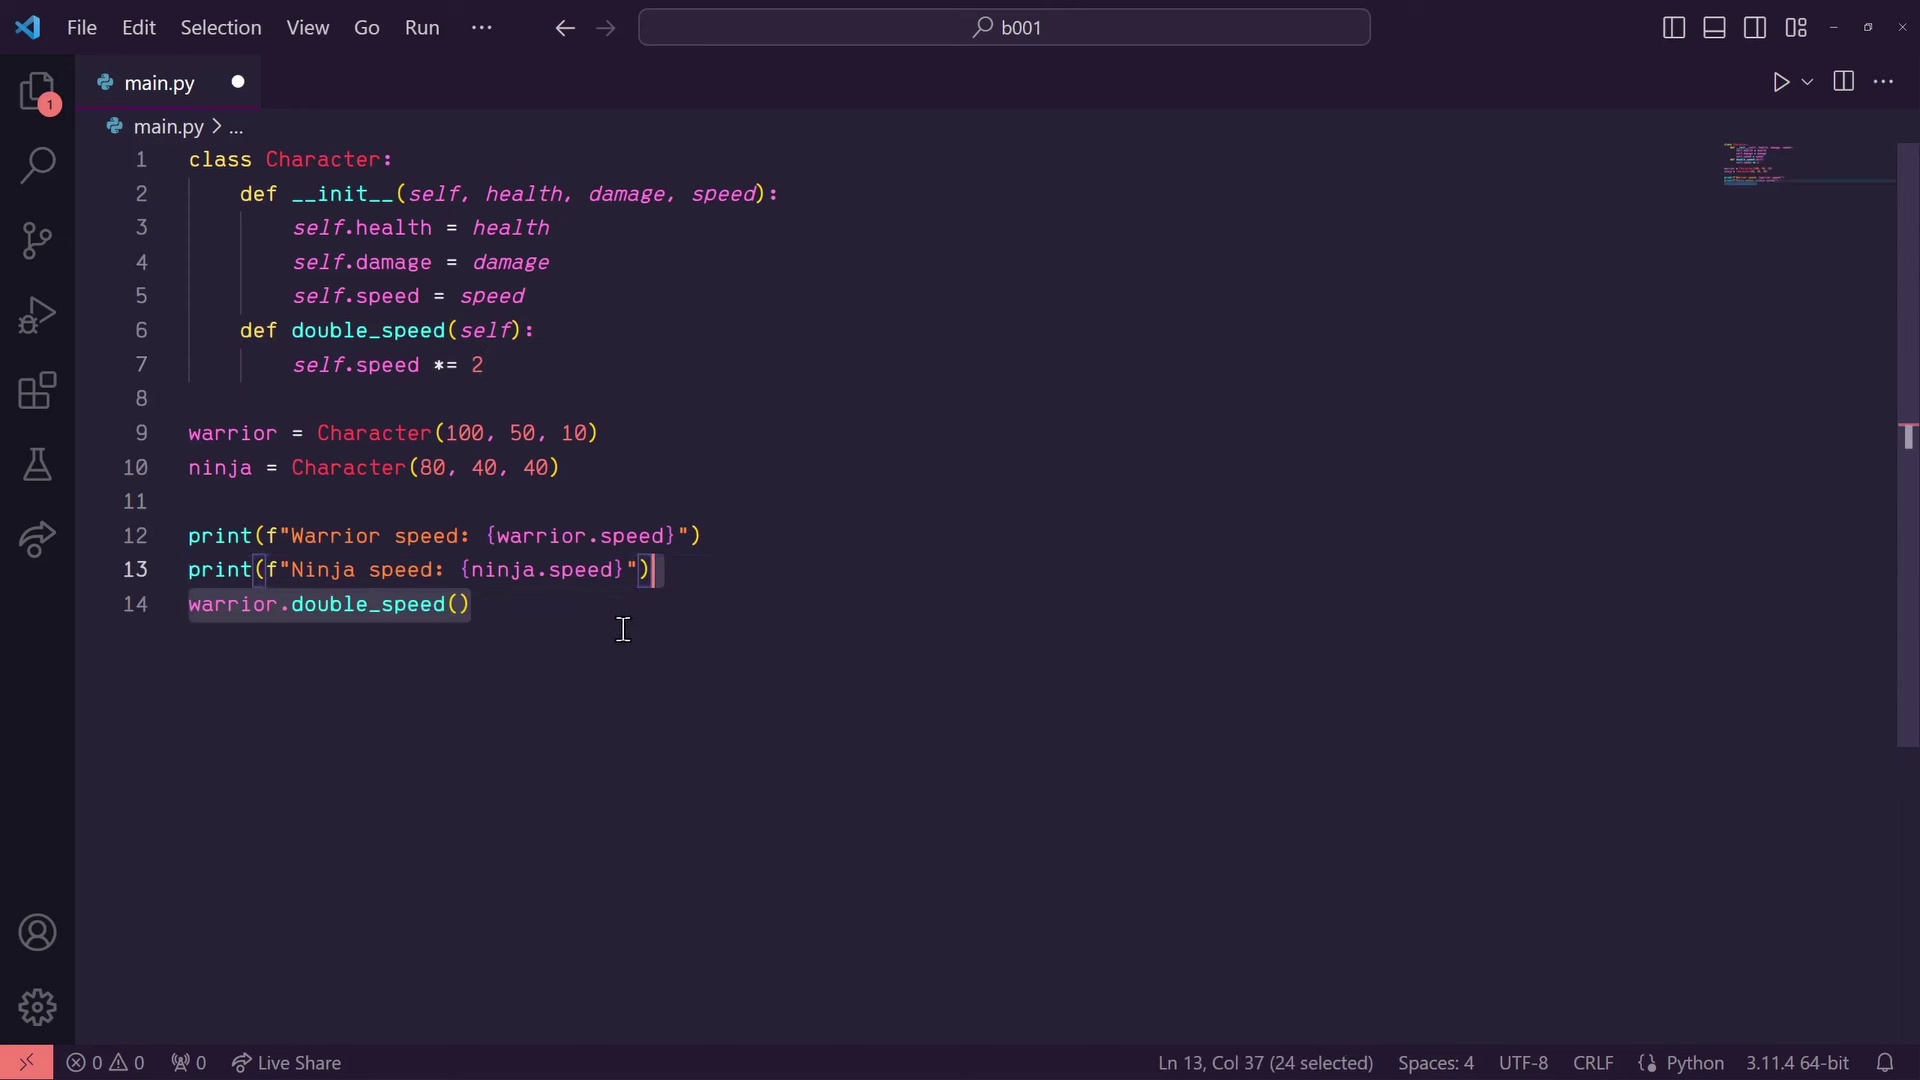 File Edit Selection View Go Run ··· b001
main.py
main.py > ...
1 class Character:
2 def __init__(self, health, damage, speed):
3 self.health = health
4 self.damage = damage
5 self.speed = speed
6 def double_speed(self):
7 self.speed *= 2
8
9 warrior = Character(100, 50, 10)
10 ninja = Character(80, 40, 40)
11
12 print(f"Warrior speed: {warrior.speed}")
13 print(f"Ninja speed: {ninja.speed}")
14 warrior.double_speed()
1
0 0 0 Live Share Ln 13, Col 37 (24 selected) Spaces: 4 UTF-8 CRLF {} Python 3.11.4 64-bit